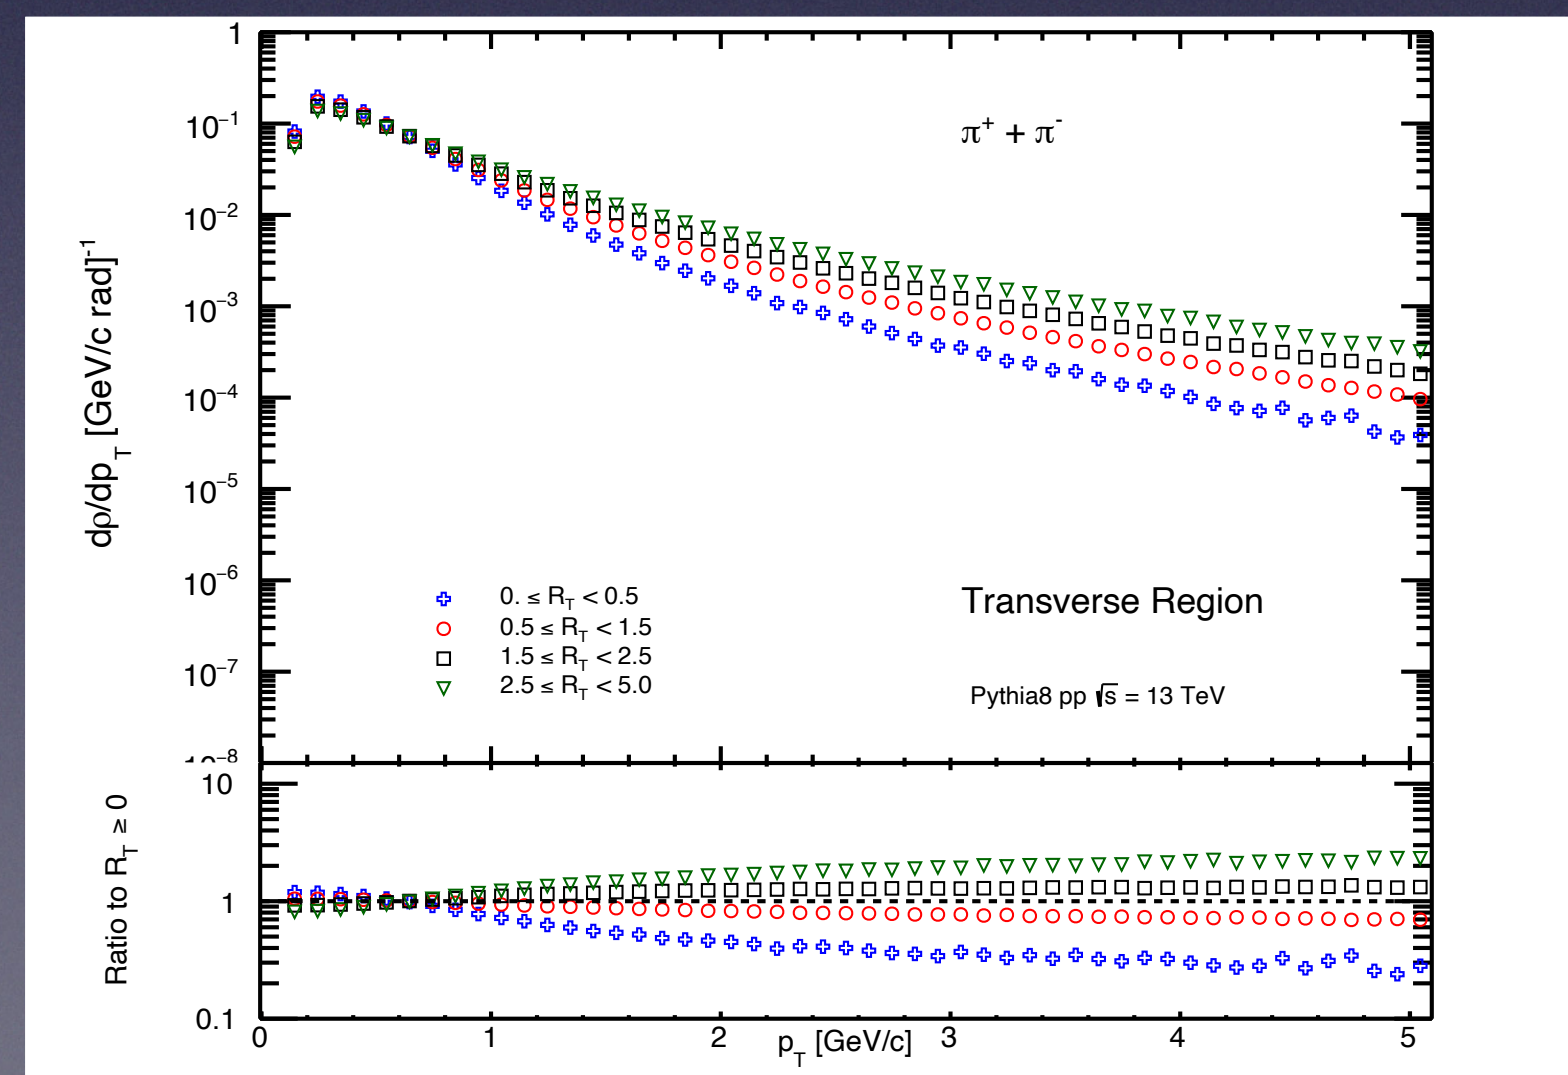 1
10⁻¹
10⁻²
10⁻³
10⁻⁴
10⁻⁵
10⁻⁶
10⁻⁷
10⁻⁸
dρ/dp_T [GeV/c rad]⁻¹
π⁺ + π⁻
0. ≤ R_T < 0.5
0.5 ≤ R_T < 1.5
1.5 ≤ R_T < 2.5
2.5 ≤ R_T < 5.0
Transverse Region
Pythia8 pp √s = 13 TeV
10
1
0.1
Ratio to R_T ≥ 0
0 1 2 3 4 5
p_T [GeV/c]